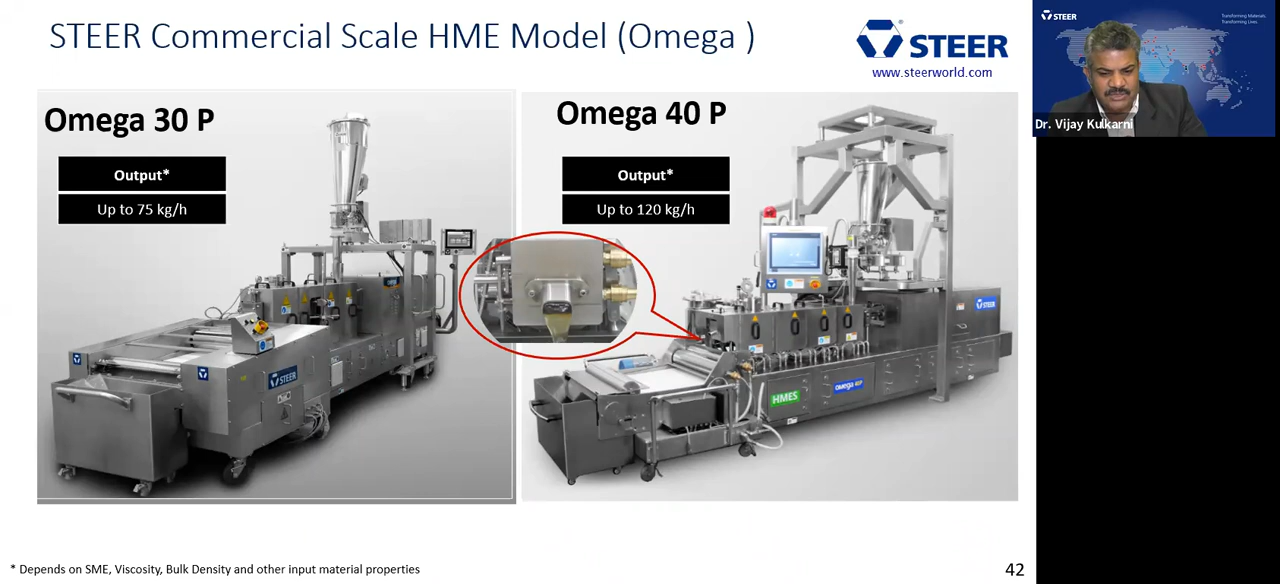 STEER Commercial Scale HME Model (Omega )
STEER
www.steerworld.com
Omega 30 P
Output*
Up to 75 kg/h
STEER
Omega 40 P
Output*
Up to 120 kg/h
STEER
HMES
omega 40P
* Depends on SME, Viscosity, Bulk Density and other input material properties
42
STEER
Transforming Materials.
Transforming Lives.
Dr. Vijay Kulkarni